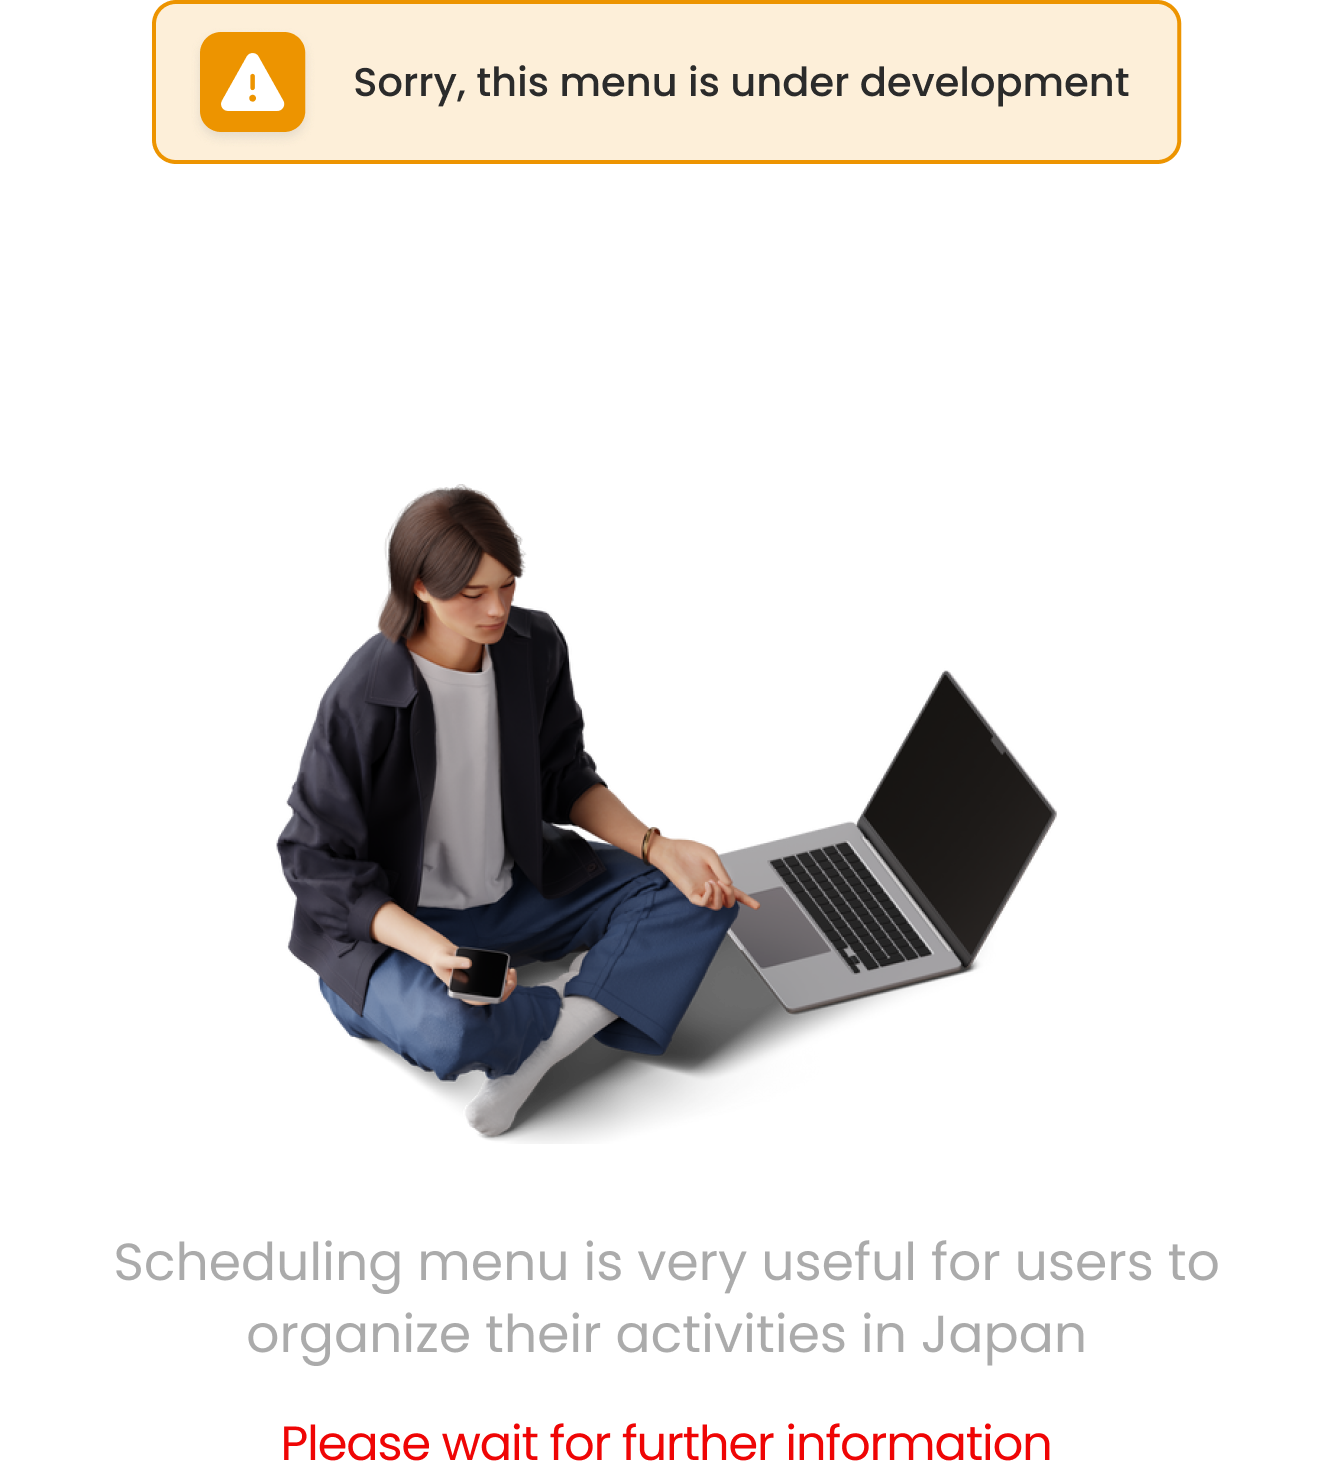 Sorry, this menu is under development
Scheduling menu is very useful for users to
organize their activities in Japan
Please wait for further information